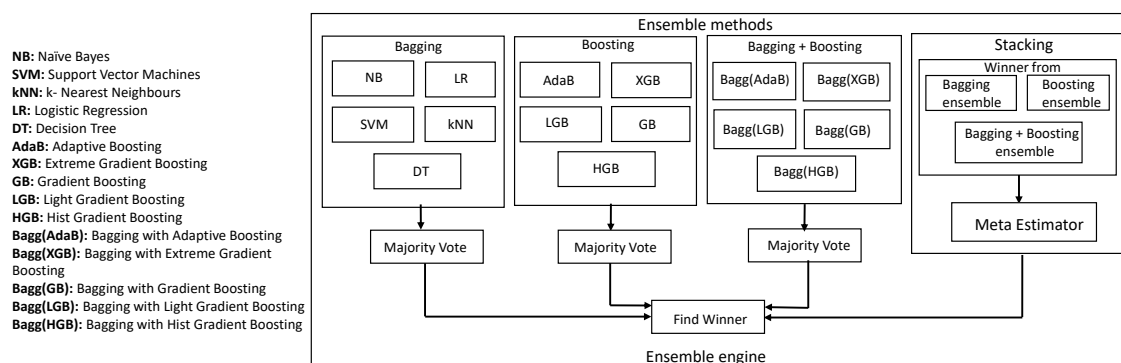 NB: Naïve Bayes
SVM: Support Vector Machines
kNN: k- Nearest Neighbours
LR: Logistic Regression
DT: Decision Tree
AdaB: Adaptive Boosting
XGB: Extreme Gradient Boosting
GB: Gradient Boosting
LGB: Light Gradient Boosting
HGB: Hist Gradient Boosting
Bagg(AdaB): Bagging with Adaptive Boosting
Bagg(XGB): Bagging with Extreme Gradient
Boosting
Bagg(GB): Bagging with Gradient Boosting
Bagg(LGB): Bagging with Light Gradient Boosting
Bagg(HGB): Bagging with Hist Gradient Boosting
Ensemble methods
Bagging
NB
LR
SVM
kNN
DT
Majority Vote
Boosting
AdaB
XGB
LGB
GB
HGB
Majority Vote
Bagging + Boosting
Bagg(AdaB)
Bagg(XGB)
Bagg(LGB)
Bagg(GB)
Bagg(HGB)
Majority Vote
Stacking
Winner from
Bagging
ensemble
Boosting
ensemble
Bagging + Boosting
ensemble
Meta Estimator
Find Winner
Ensemble engine